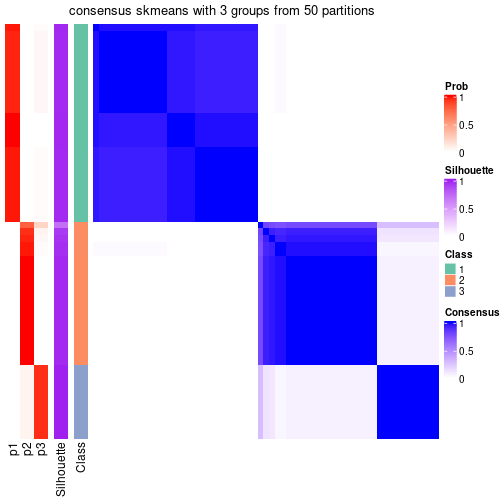 consensus skmeans with 3 groups from 50 partitions
Prob
1
0.5
0
Silhouette
1
0.5
0
Class
1
2
3
Consensus
1
0.5
0
p1
p2
p3
Silhouette
Class